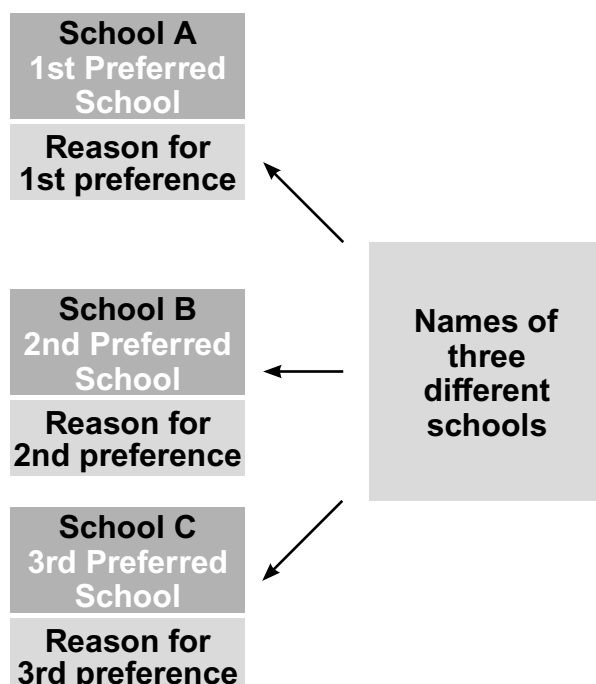 School A
1st Preferred
School
Reason for
1st preference
School B
2nd Preferred
School
Reason for
2nd preference
School C
3rd Preferred
School
Reason for
3rd preference
Names of
three
different
schools